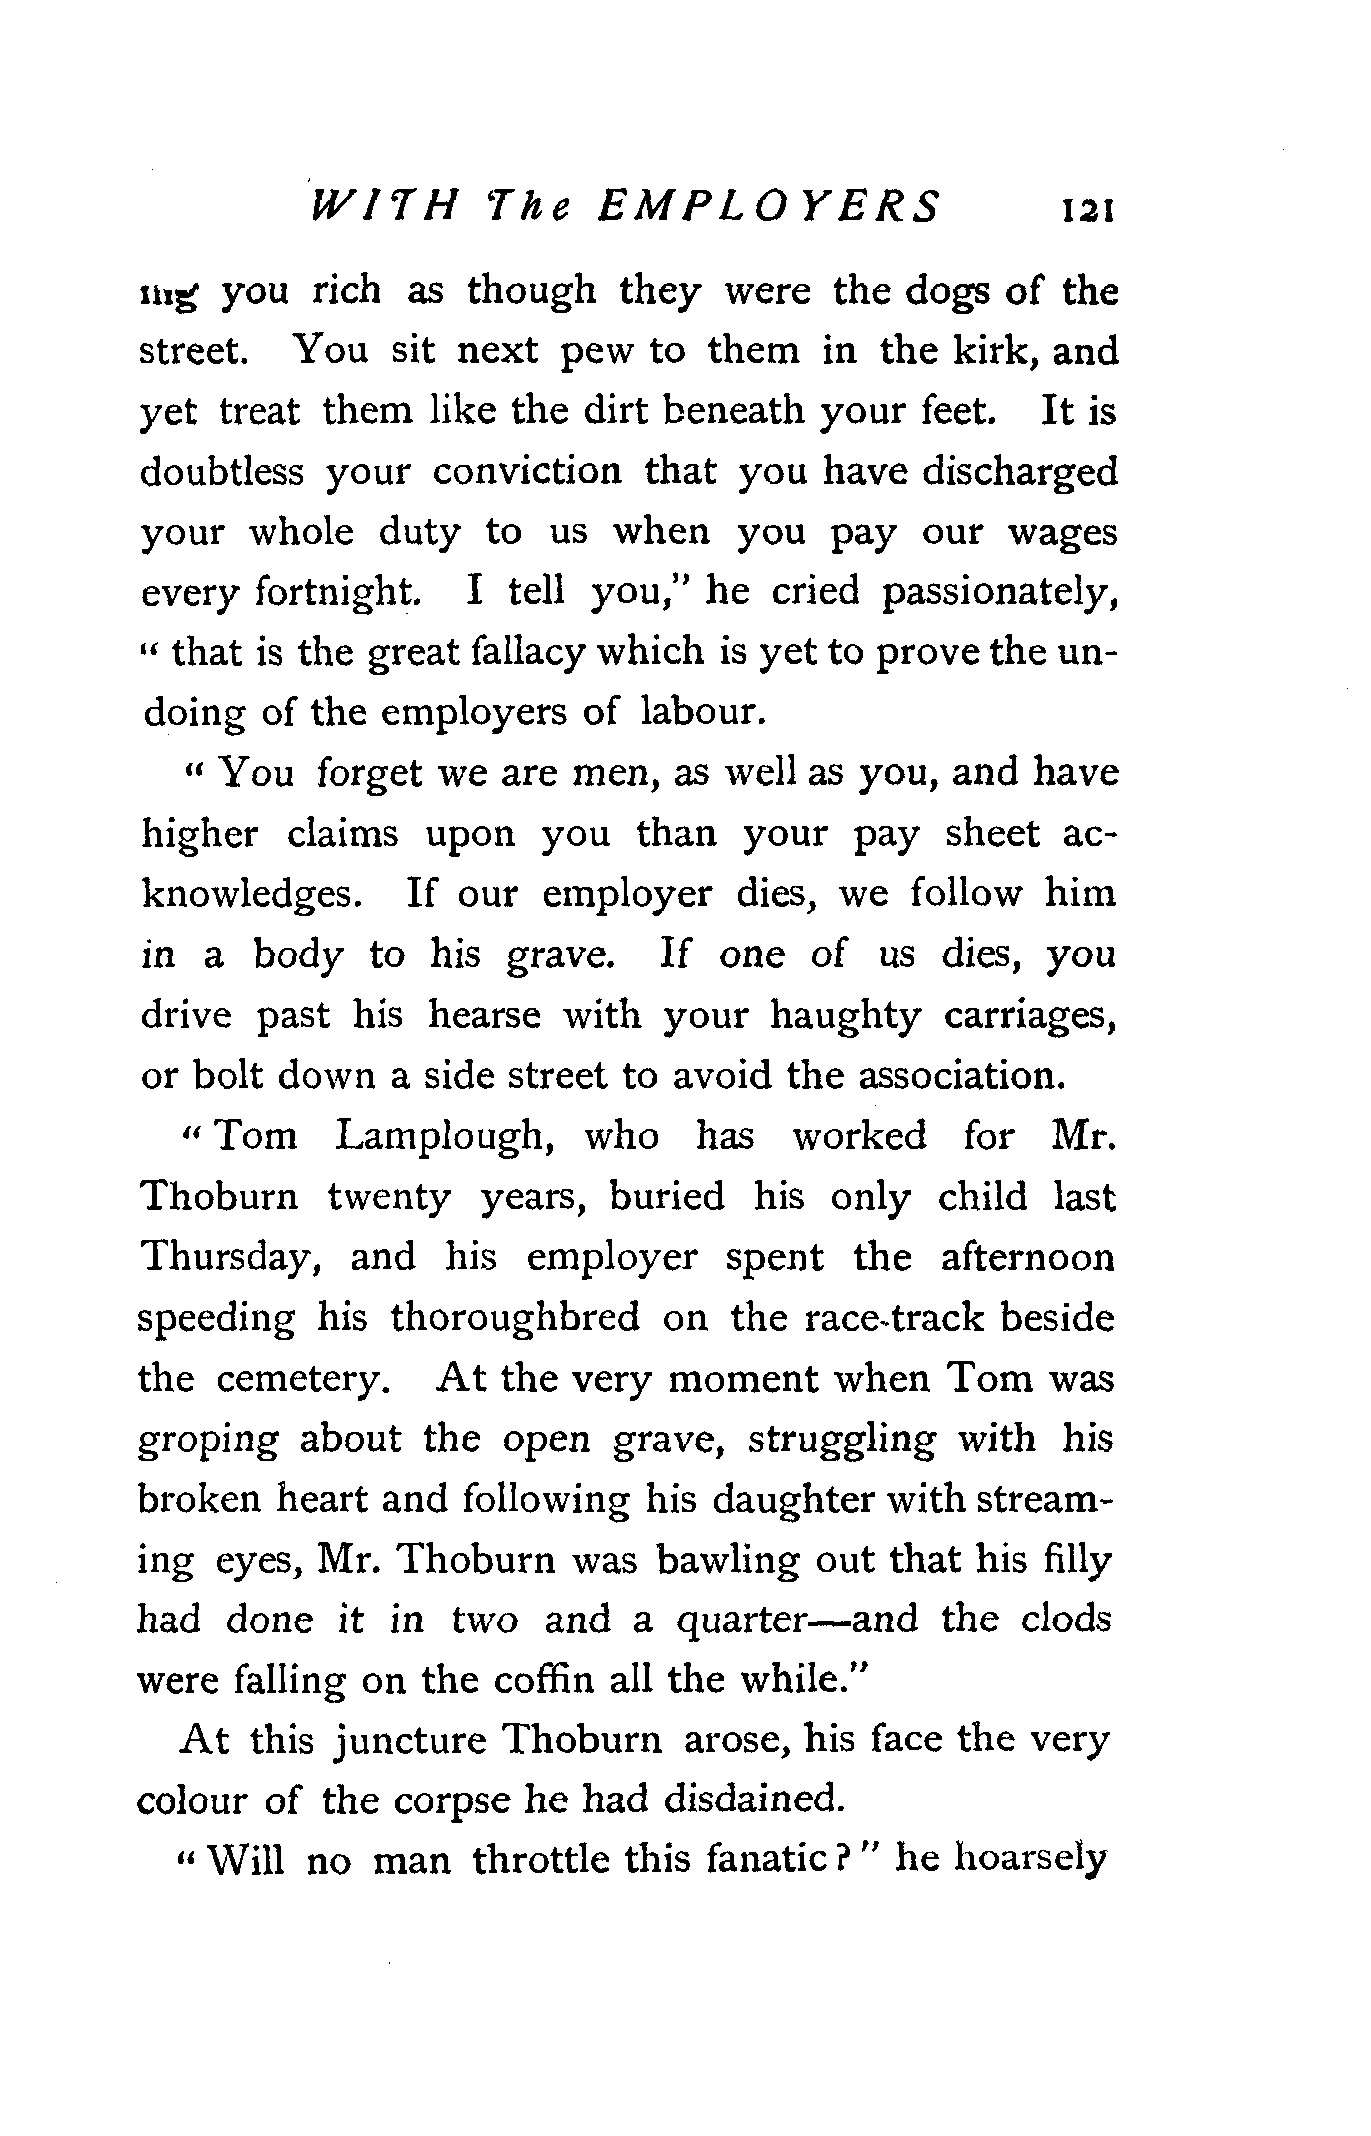 WITH The EMPLOYERS 121
ing you rich as though they were the dogs of the
street. You sit next pew to them in the kirk, and
yet treat them like the dirt beneath your feet. It is
doubtless your conviction that you have discharged
your whole duty to us when you pay our wages
every fortnight. I tell you," he cried passionately,
" that is the great fallacy which is yet to prove the un-
doing of the employers of labour.
" You forget we are men, as well as you, and have
higher claims upon you than your pay sheet ac-
knowledges. If our employer dies, we follow him
in a body to his grave. If one of us dies, you
drive past his hearse with your haughty carriages,
or bolt down a side street to avoid the association.
" Tom Lamplough, who has worked for Mr.
Thoburn twenty years, buried his only child last
Thursday, and his employer spent the afternoon
speeding his thoroughbred on the race-track beside
the cemetery. At the very moment when Tom was
groping about the open grave, struggling with his
broken heart and following his daughter with stream-
ing eyes, Mr. Thoburn was bawling out that his filly
had done it in two and a quarter—and the clods
were falling on the coffin all the while."
At this juncture Thoburn arose, his face the very
colour of the corpse he had disdained.
" Will no man throttle this fanatic ? " he hoarsely